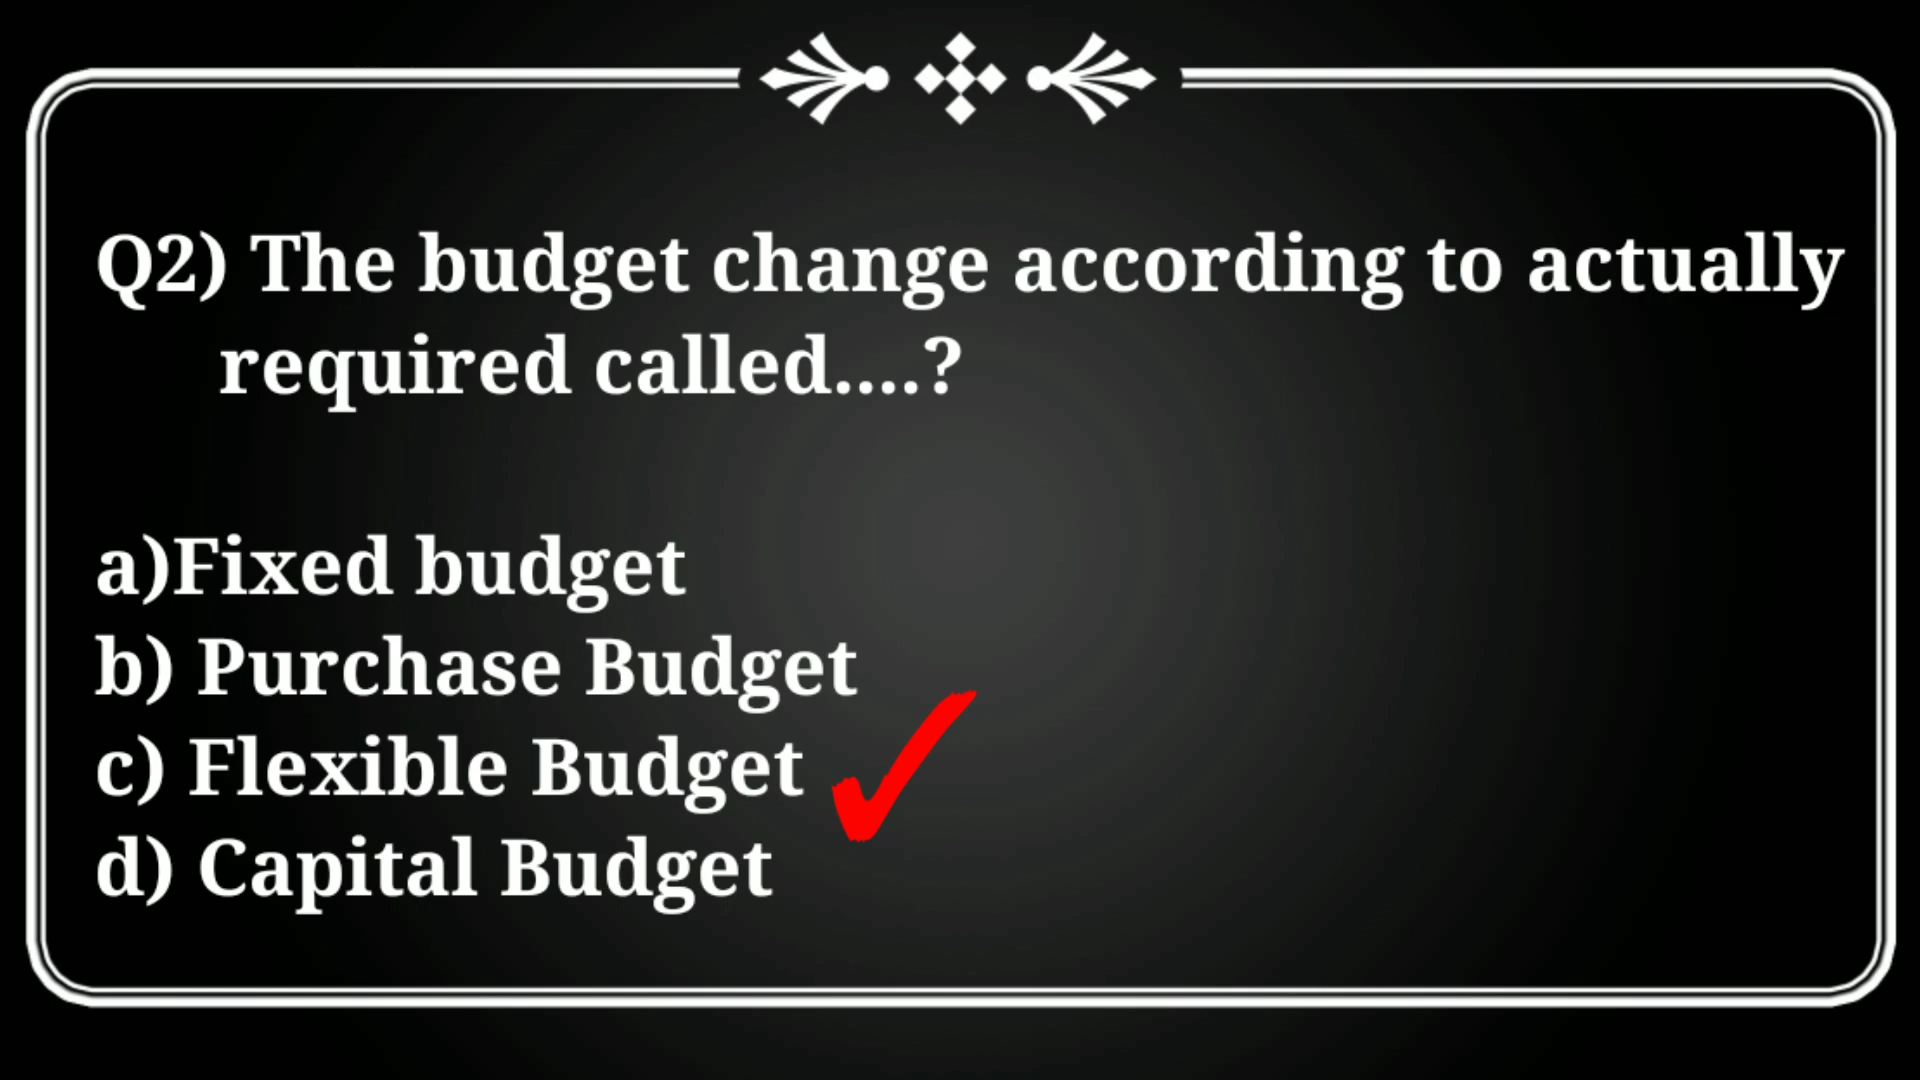 Q2) The budget change according to actually
required called....?
a)Fixed budget
b) Purchase Budget
c) Flexible Budget
d) Capital Budget